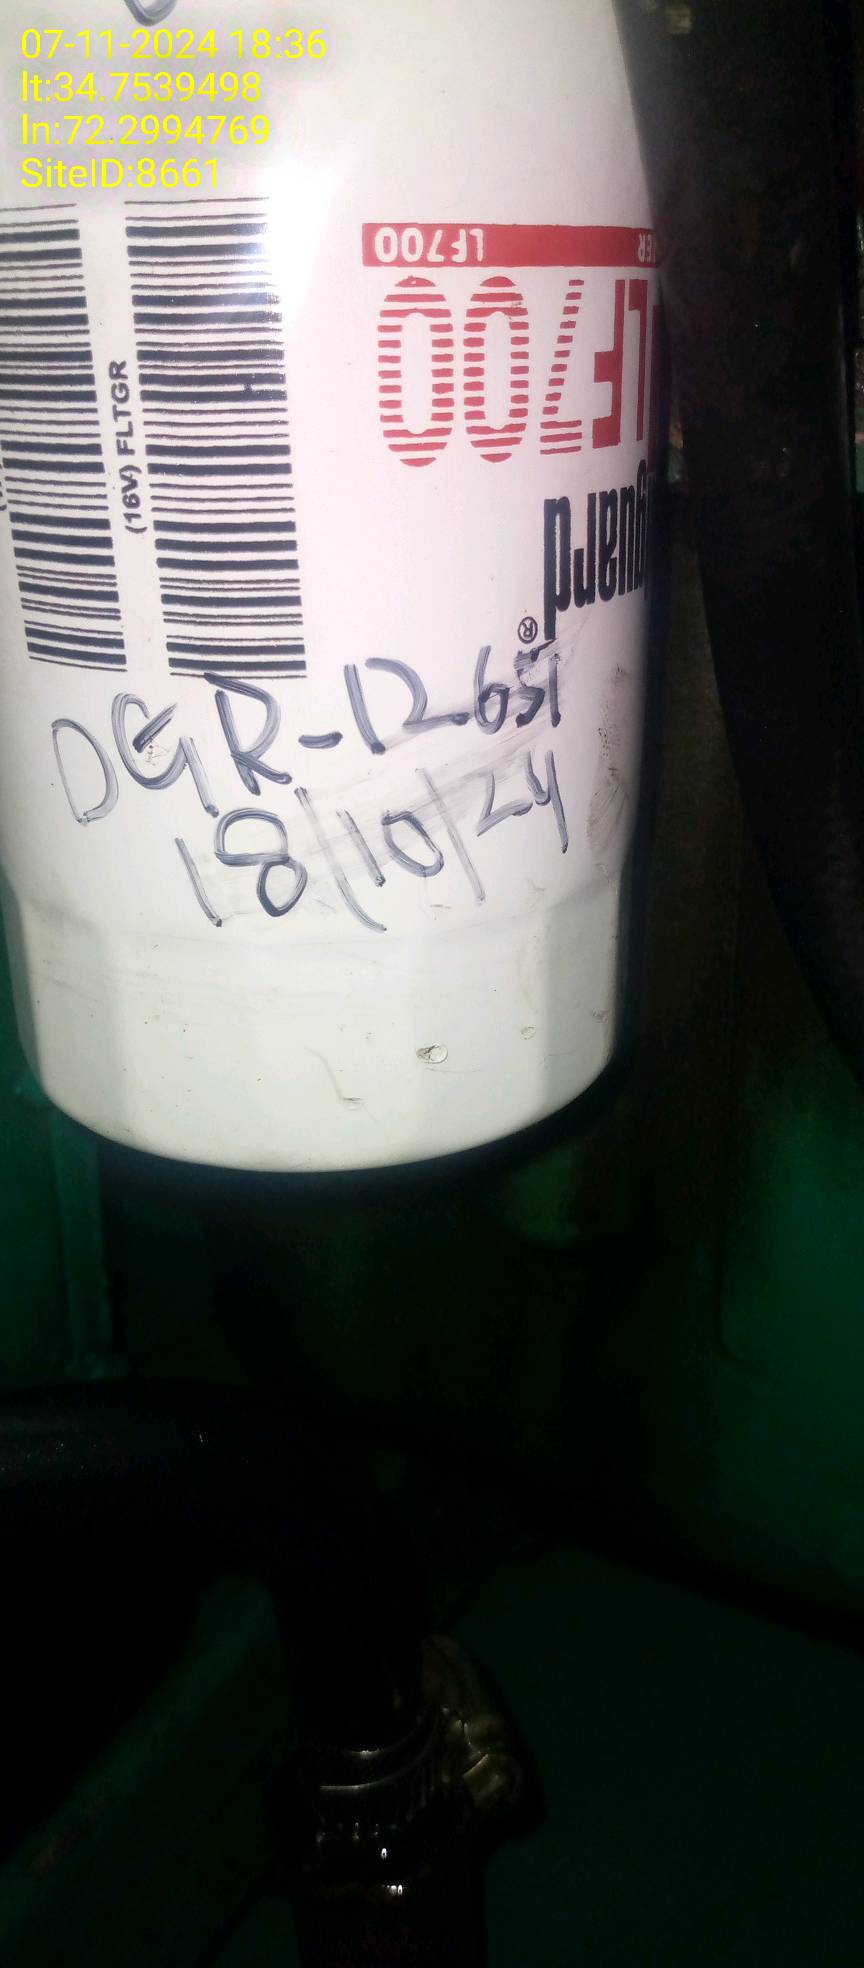 07-11-2024 18:36
lt:34.7539498
ln:72.2994769
SiteID:8661
LF700
LF700
guard®
(16V) FLTGR
DGR-12651
18/10/24